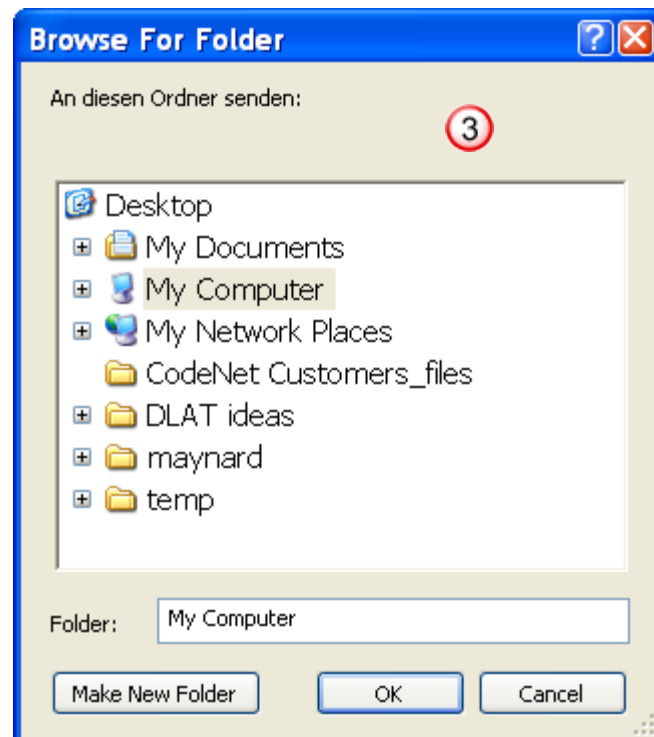 Browse For Folder
An diesen Ordner senden:
3
Desktop
My Documents
My Computer
My Network Places
CodeNet Customers_files
DLAT ideas
maynard
temp
Folder: My Computer
Make New Folder OK Cancel